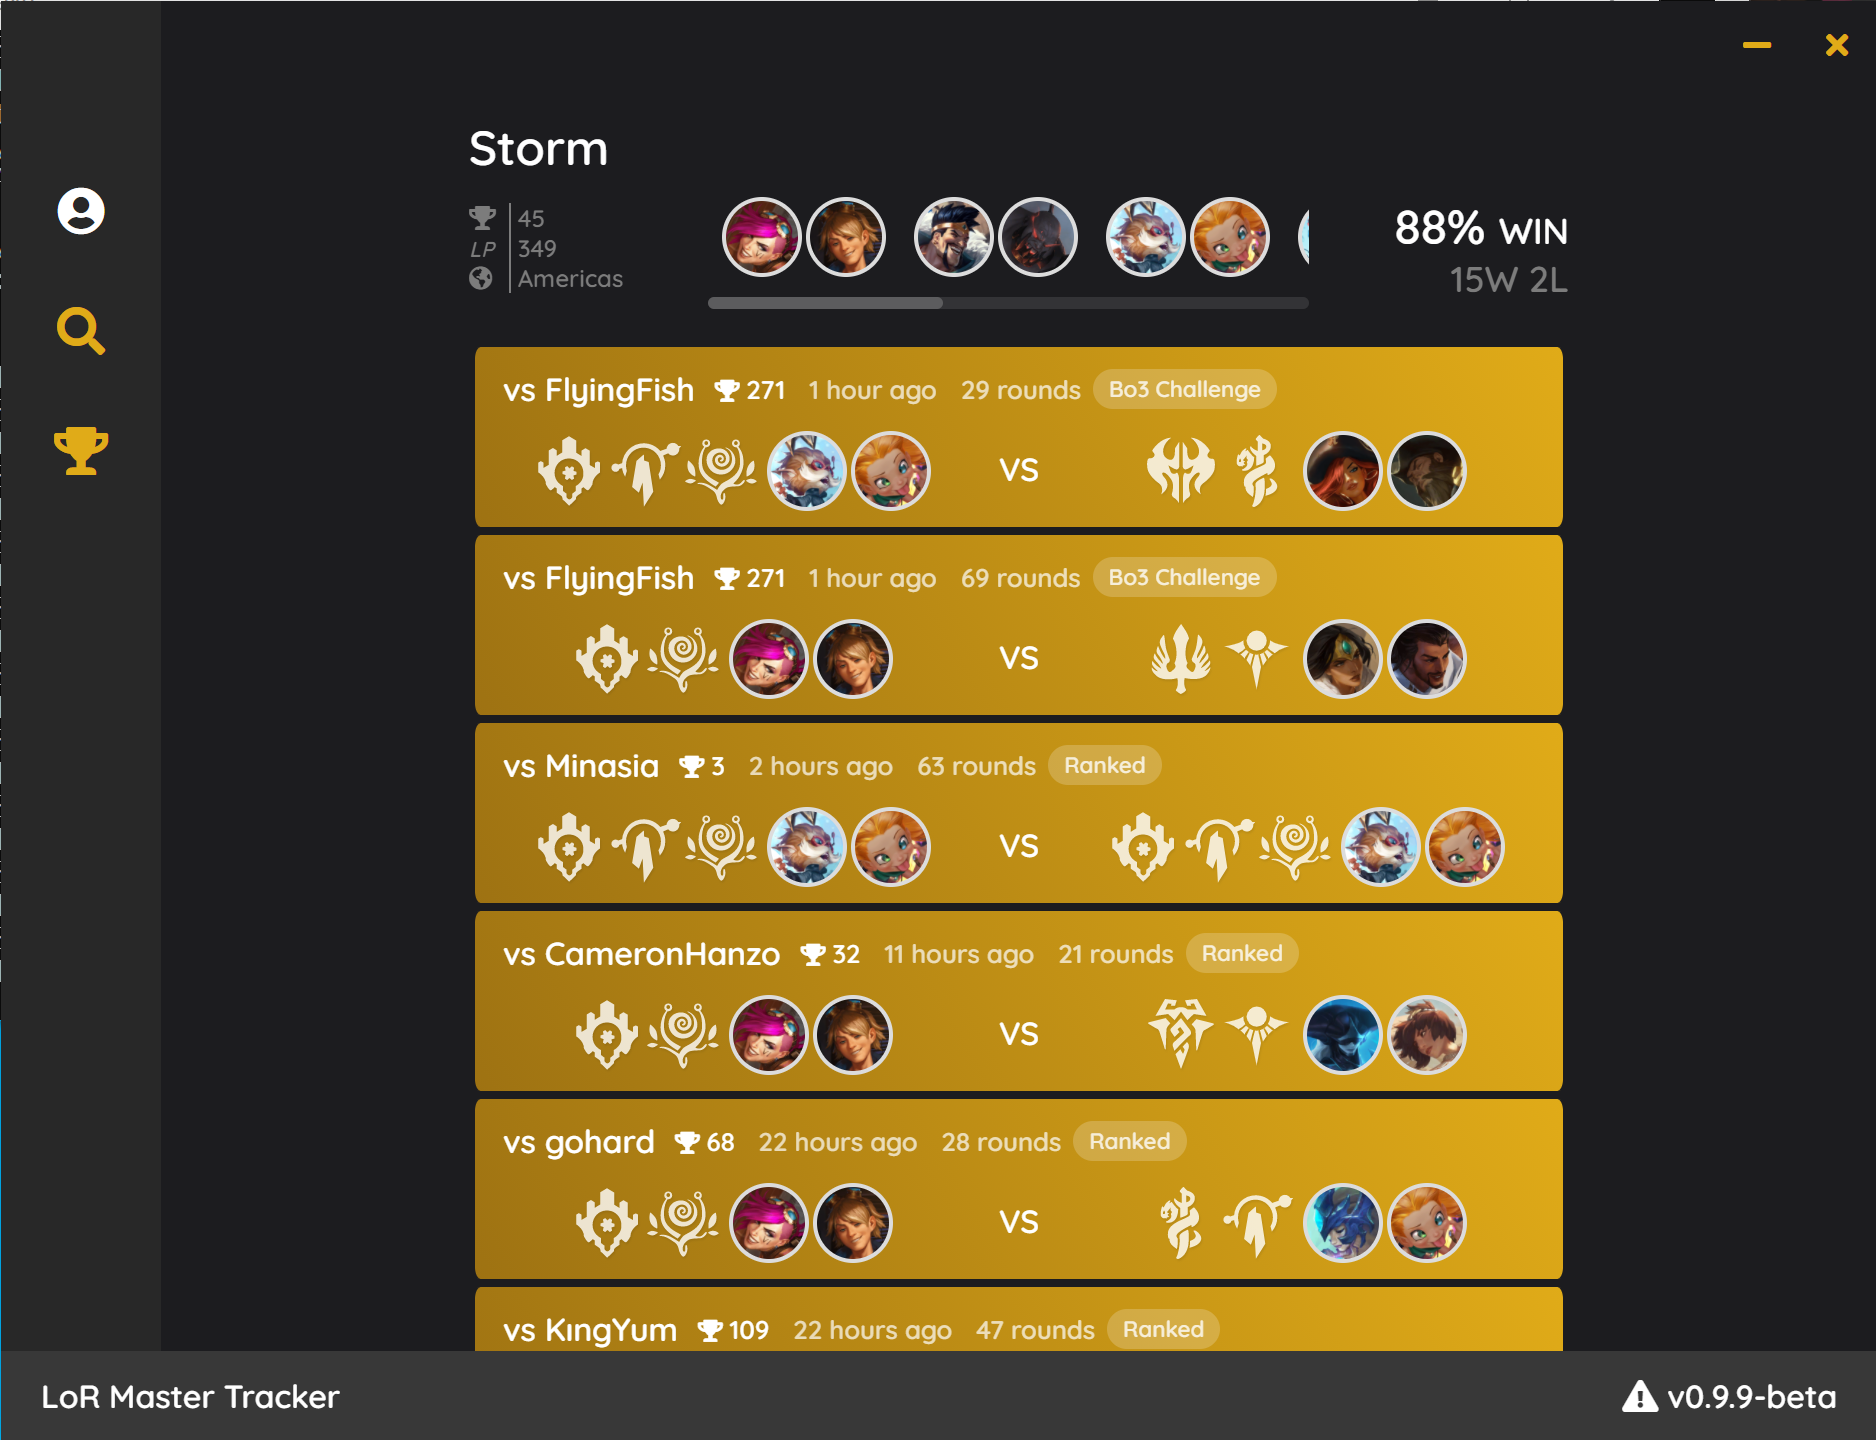 Storm
45
LP 349
Americas
88% WIN
15W 2L
vs FlyingFish 271 1 hour ago 29 rounds Bo3 Challenge
VS
vs FlyingFish 271 1 hour ago 69 rounds Bo3 Challenge
VS
vs Minasia 3 2 hours ago 63 rounds Ranked
VS
vs CameronHanzo 32 11 hours ago 21 rounds Ranked
VS
vs gohard 68 22 hours ago 28 rounds Ranked
VS
vs KıngYum 109 22 hours ago 47 rounds Ranked
LoR Master Tracker
v0.9.9-beta